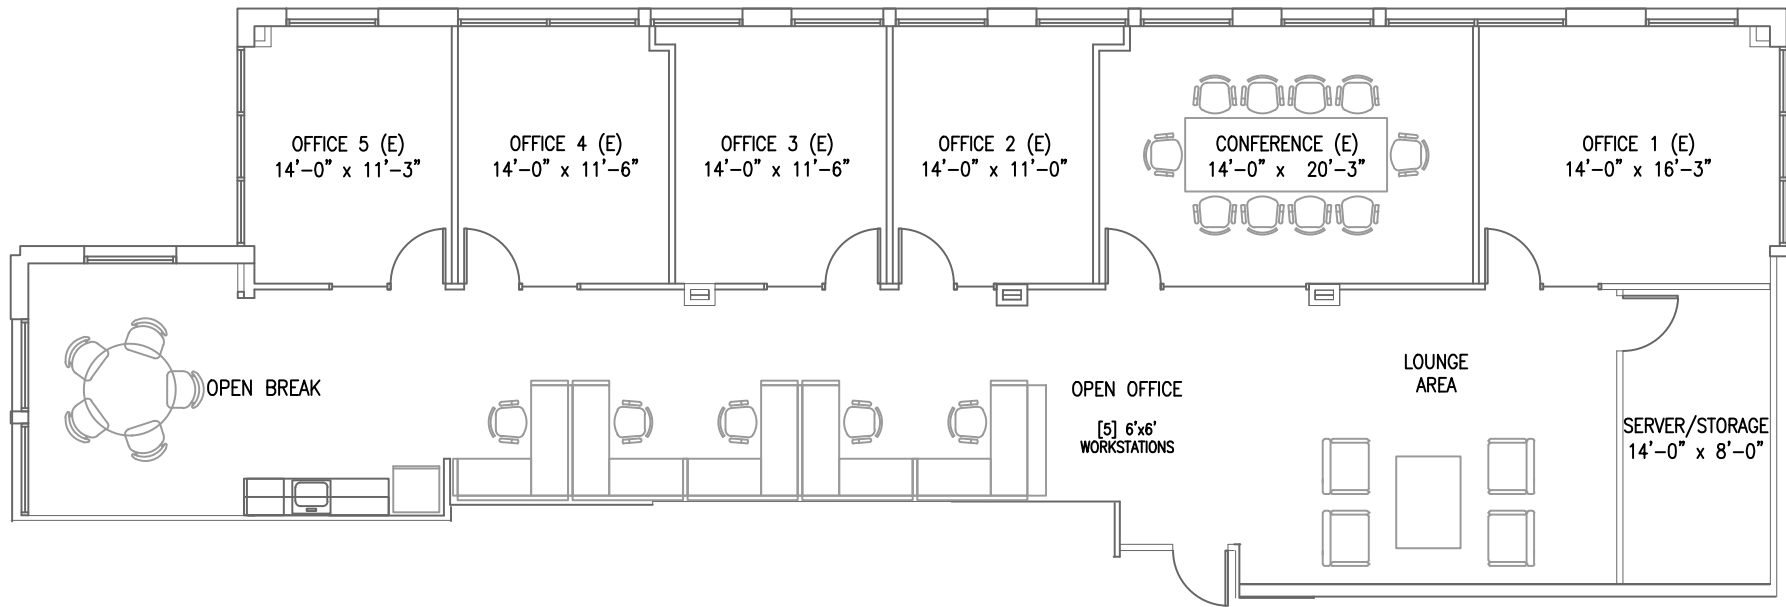 OFFICE 5 (E)
14'-0" x 11'-3"
OFFICE 4 (E)
14'-0" x 11'-6"
OFFICE 3 (E)
14'-0" x 11'-6"
OFFICE 2 (E)
14'-0" x 11'-0"
CONFERENCE (E)
14'-0" x 20'-3"
OFFICE 1 (E)
14'-0" x 16'-3"
OPEN BREAK
OPEN OFFICE
[5] 6'x6'
WORKSTATIONS
LOUNGE
AREA
SERVER/STORAGE
14'-0" x 8'-0"